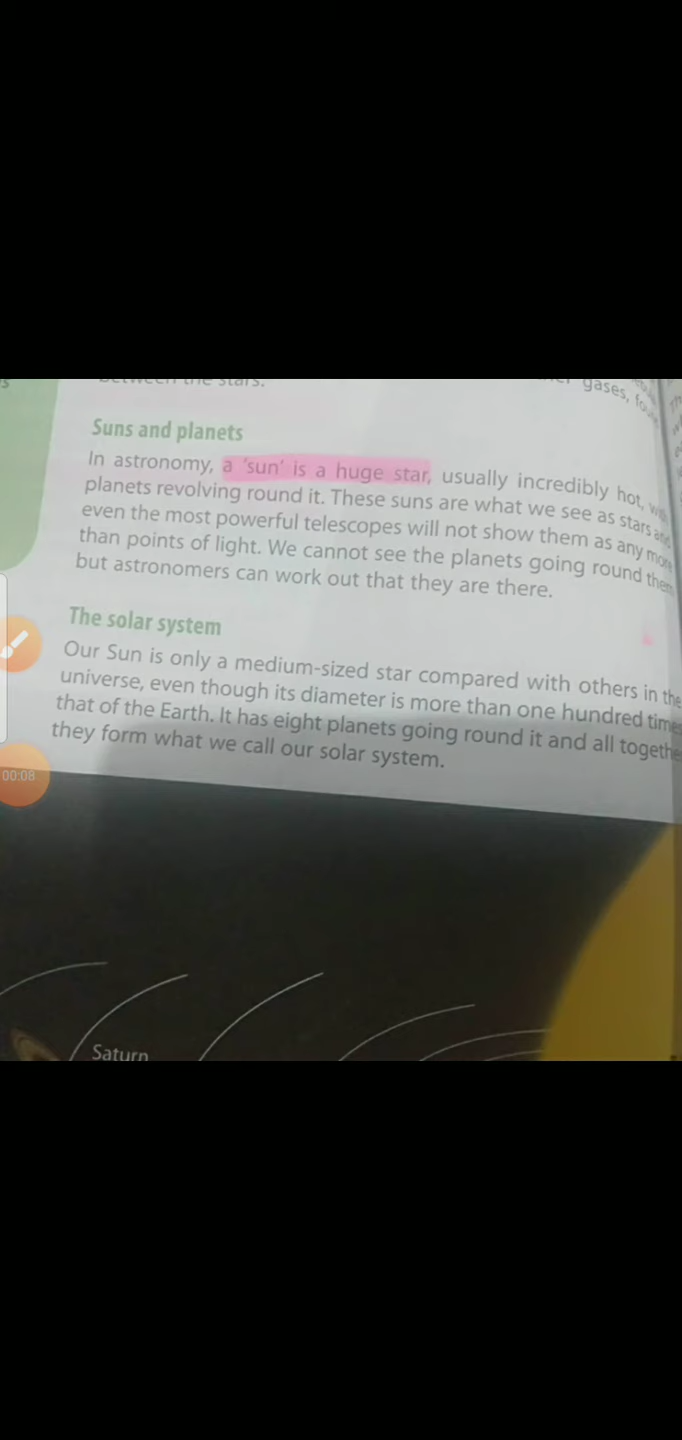 between the stars.
gases,
Suns and planets
In astronomy, a 'sun' is a huge star, usually incredibly hot,
planets revolving round it. These suns are what we see as stars and
even the most powerful telescopes will not show them as any more
than points of light. We cannot see the planets going round them
but astronomers can work out that they are there.
The solar system
Our Sun is only a medium-sized star compared with others in the
universe, even though its diameter is more than one hundred times
that of the Earth. It has eight planets going round it and all together
they form what we call our solar system.
00:08
Saturn